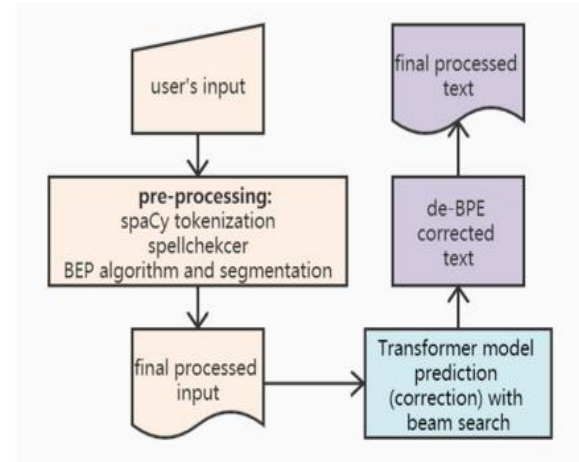 user's input
pre-processing:
spaCy tokenization
spellchekcer
BEP algorithm and segmentation
final processed
input
Transformer model
prediction
(correction) with
beam search
de-BPE
corrected
text
final processed
text